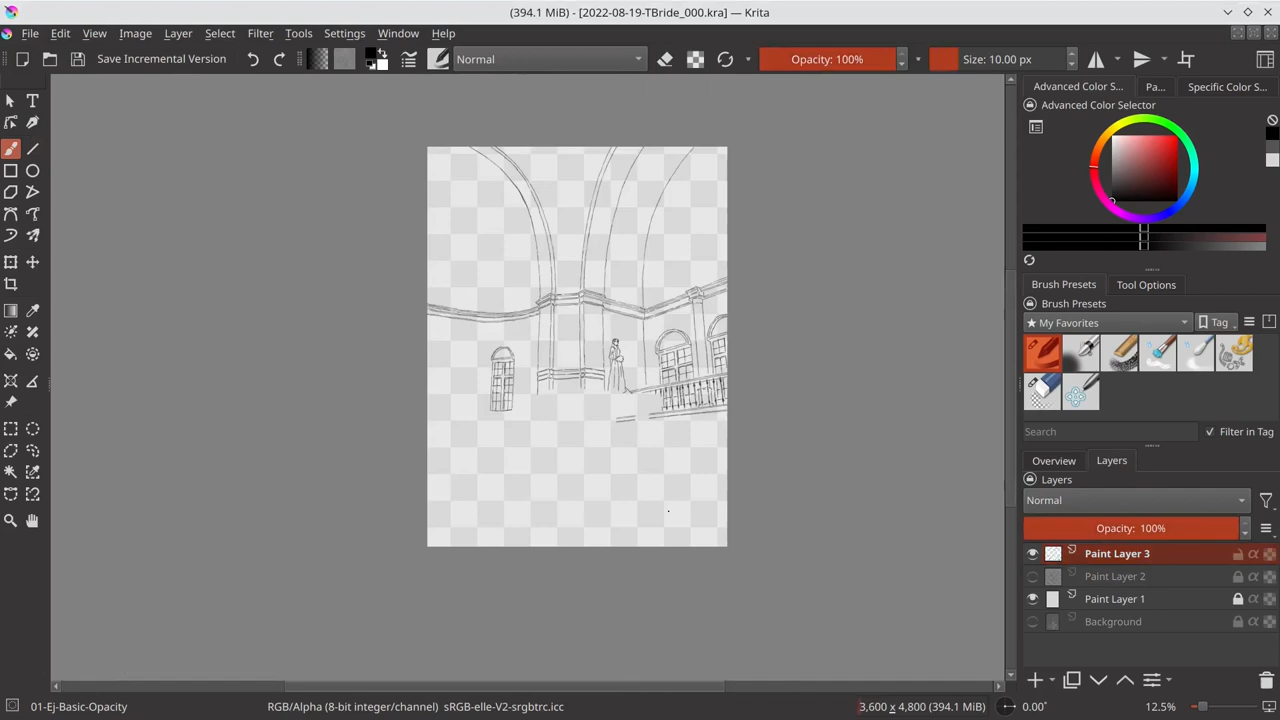 (394.1 MiB) - [2022-08-19-TBride_000.kra] — Krita
File Edit View Image Layer Select Filter Tools Settings Window Help
Save Incremental Version Normal Opacity: 100% Size: 10.00 px
Advanced Color S... Pa... Specific Color S...
Advanced Color Selector
Brush Presets Tool Options
Brush Presets
★ My Favorites Tag
Search Filter in Tag
Overview Layers
Layers
Normal
Opacity: 100%
Paint Layer 3
Paint Layer 2
Paint Layer 1
Background
01-Ej-Basic-Opacity RGB/Alpha (8-bit integer/channel) sRGB-elle-V2-srgbtrc.icc 3,600 x 4,800 (394.1 MiB) 0.00° 12.5%